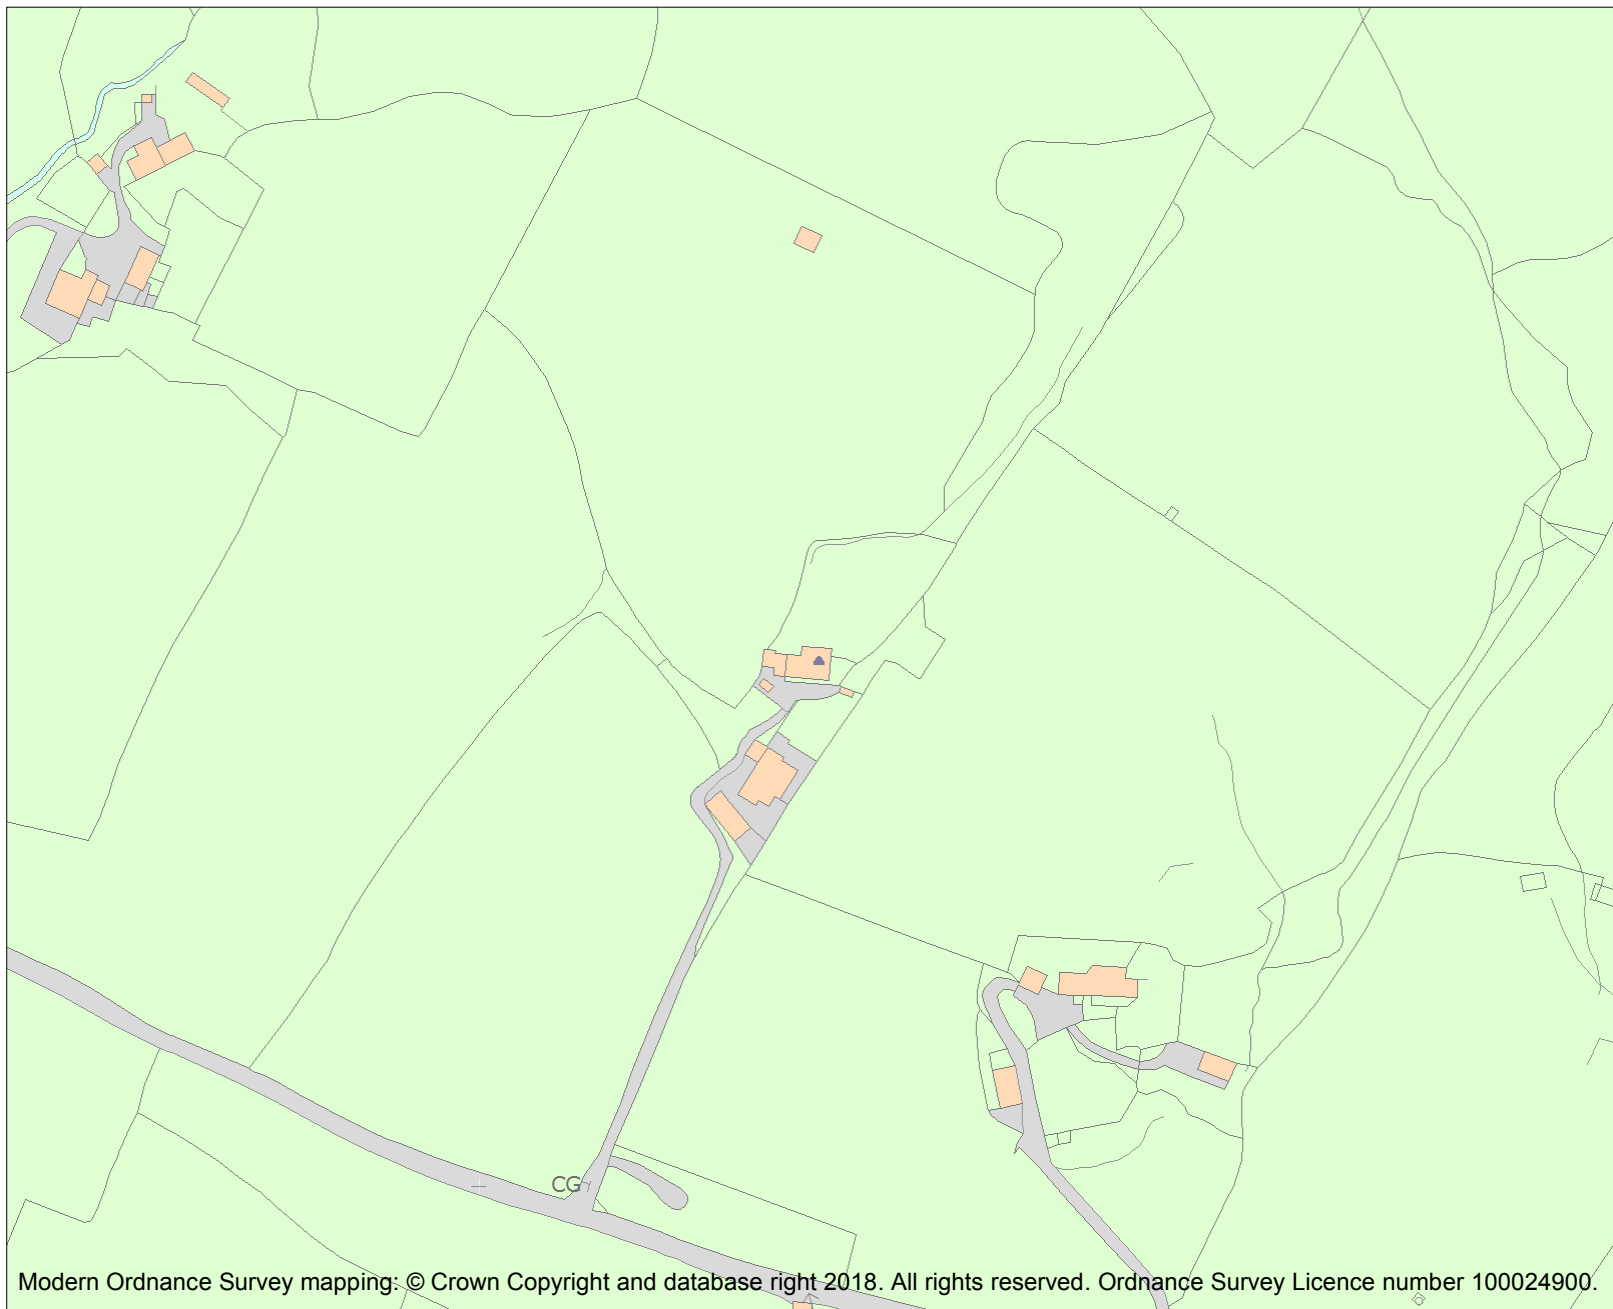 CG
Modern Ordnance Survey mapping: © Crown Copyright and database right 2018. All rights reserved. Ordnance Survey Licence number 100024900.